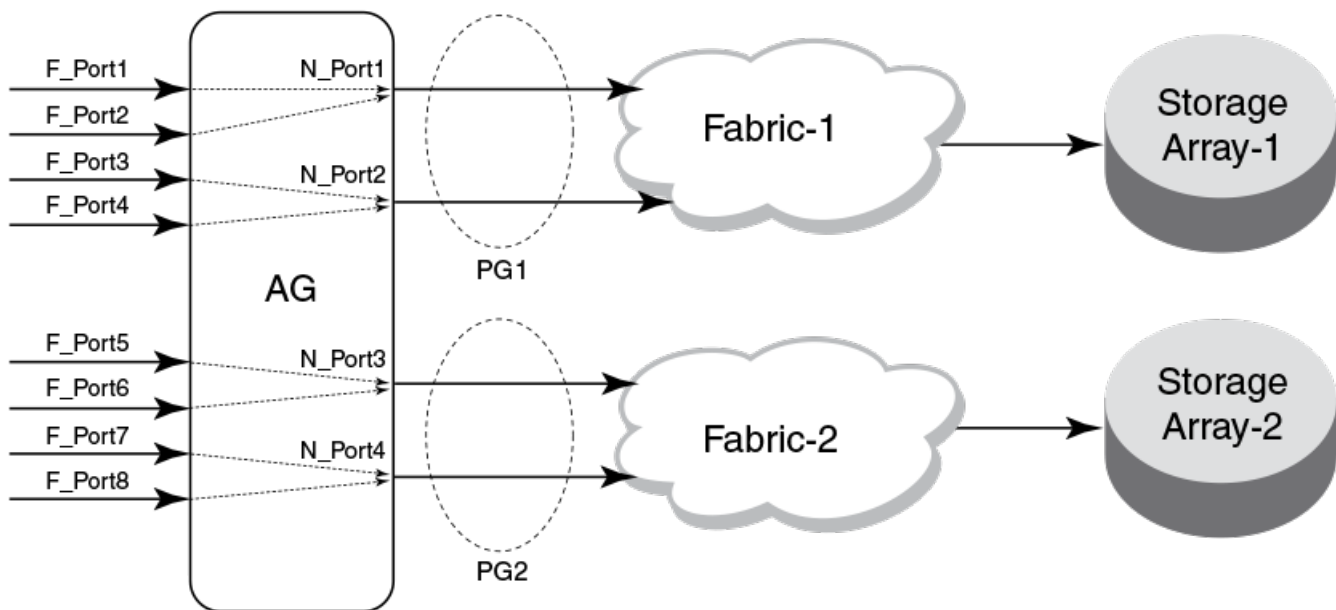 F_Port1
N_Port1
F_Port2
F_Port3
N_Port2
F_Port4
AG
PG1
Fabric-1
Storage
Array-1
F_Port5
N_Port3
F_Port6
F_Port7
N_Port4
F_Port8
PG2
Fabric-2
Storage
Array-2